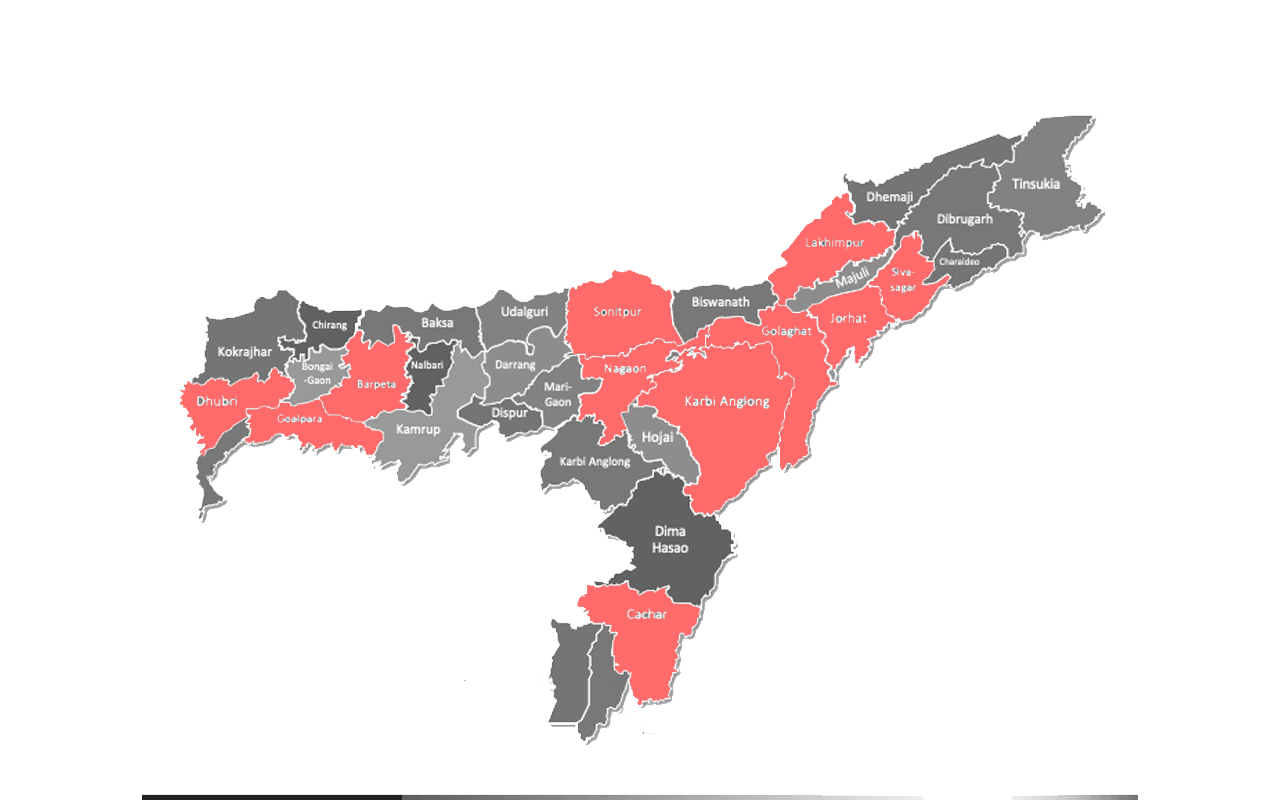 Tinsukia
Dhemaji
Dibrugarh
Lakhimpur
Charaideo
Majuli
Siva-
sagar
Biswanath
Udalguri
Sonitpur
Jorhat
Chirang
Baksa
Golaghat
Kokrajhar
Bongai
-Gaon
Nalbari
Darrang
Nagaon
Barpeta
Mari-
Gaon
Dhubri
Karbi Anglong
Dispur
Goalpara
Kamrup
Hojai
Karbi Anglong
Dima
Hasao
Cachar